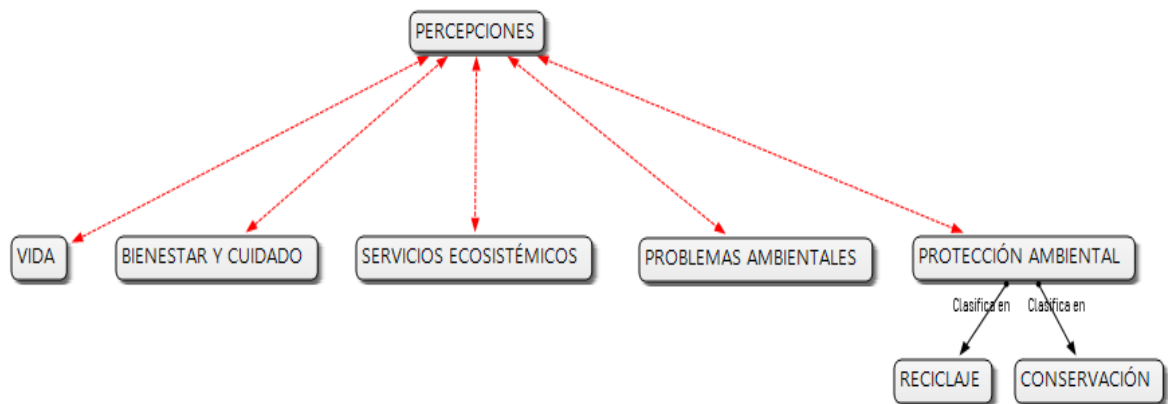 PERCEPCIONES
VIDA
BIENESTAR Y CUIDADO
SERVICIOS ECOSISTÉMICOS
PROBLEMAS AMBIENTALES
PROTECCIÓN AMBIENTAL
Clasifica en
Clasifica en
RECICLAJE
CONSERVACIÓN